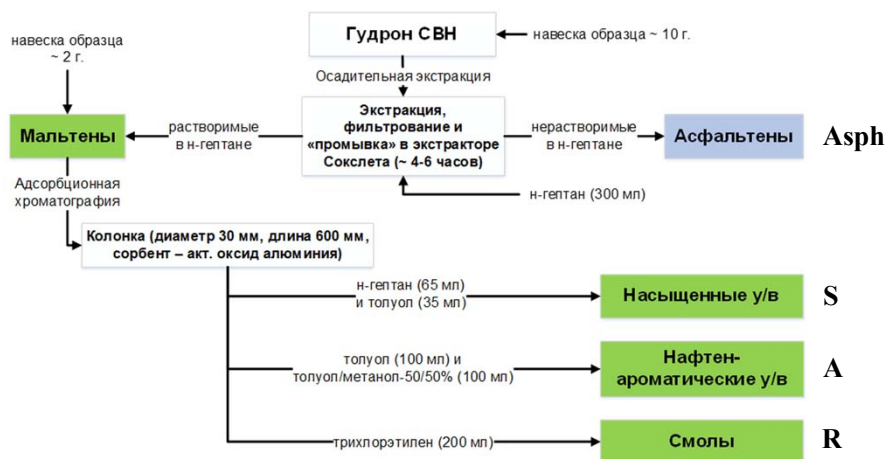 Гудрон СВН
навеска образца ~ 10 г.
навеска образца
~ 2 г.
Осадительная экстракция
Мальтены
растворимые
в н-гептане
Экстракция,
фильтрование и
«промывка» в экстракторе
Сокслета (~ 4-6 часов)
нерастворимые
в н-гептане
Асфальтены
Asph
н-гептан (300 мл)
Адсорбционная
хроматография
Колонка (диаметр 30 мм, длина 600 мм,
сорбент – акт. оксид алюминия)
н-гептан (65 мл)
и толуол (35 мл)
Насыщенные у/в
S
толуол (100 мл) и
толуол/метанол-50/50% (100 мл)
Нафтен-
ароматические у/в
A
трихлорэтилен (200 мл)
Смолы
R